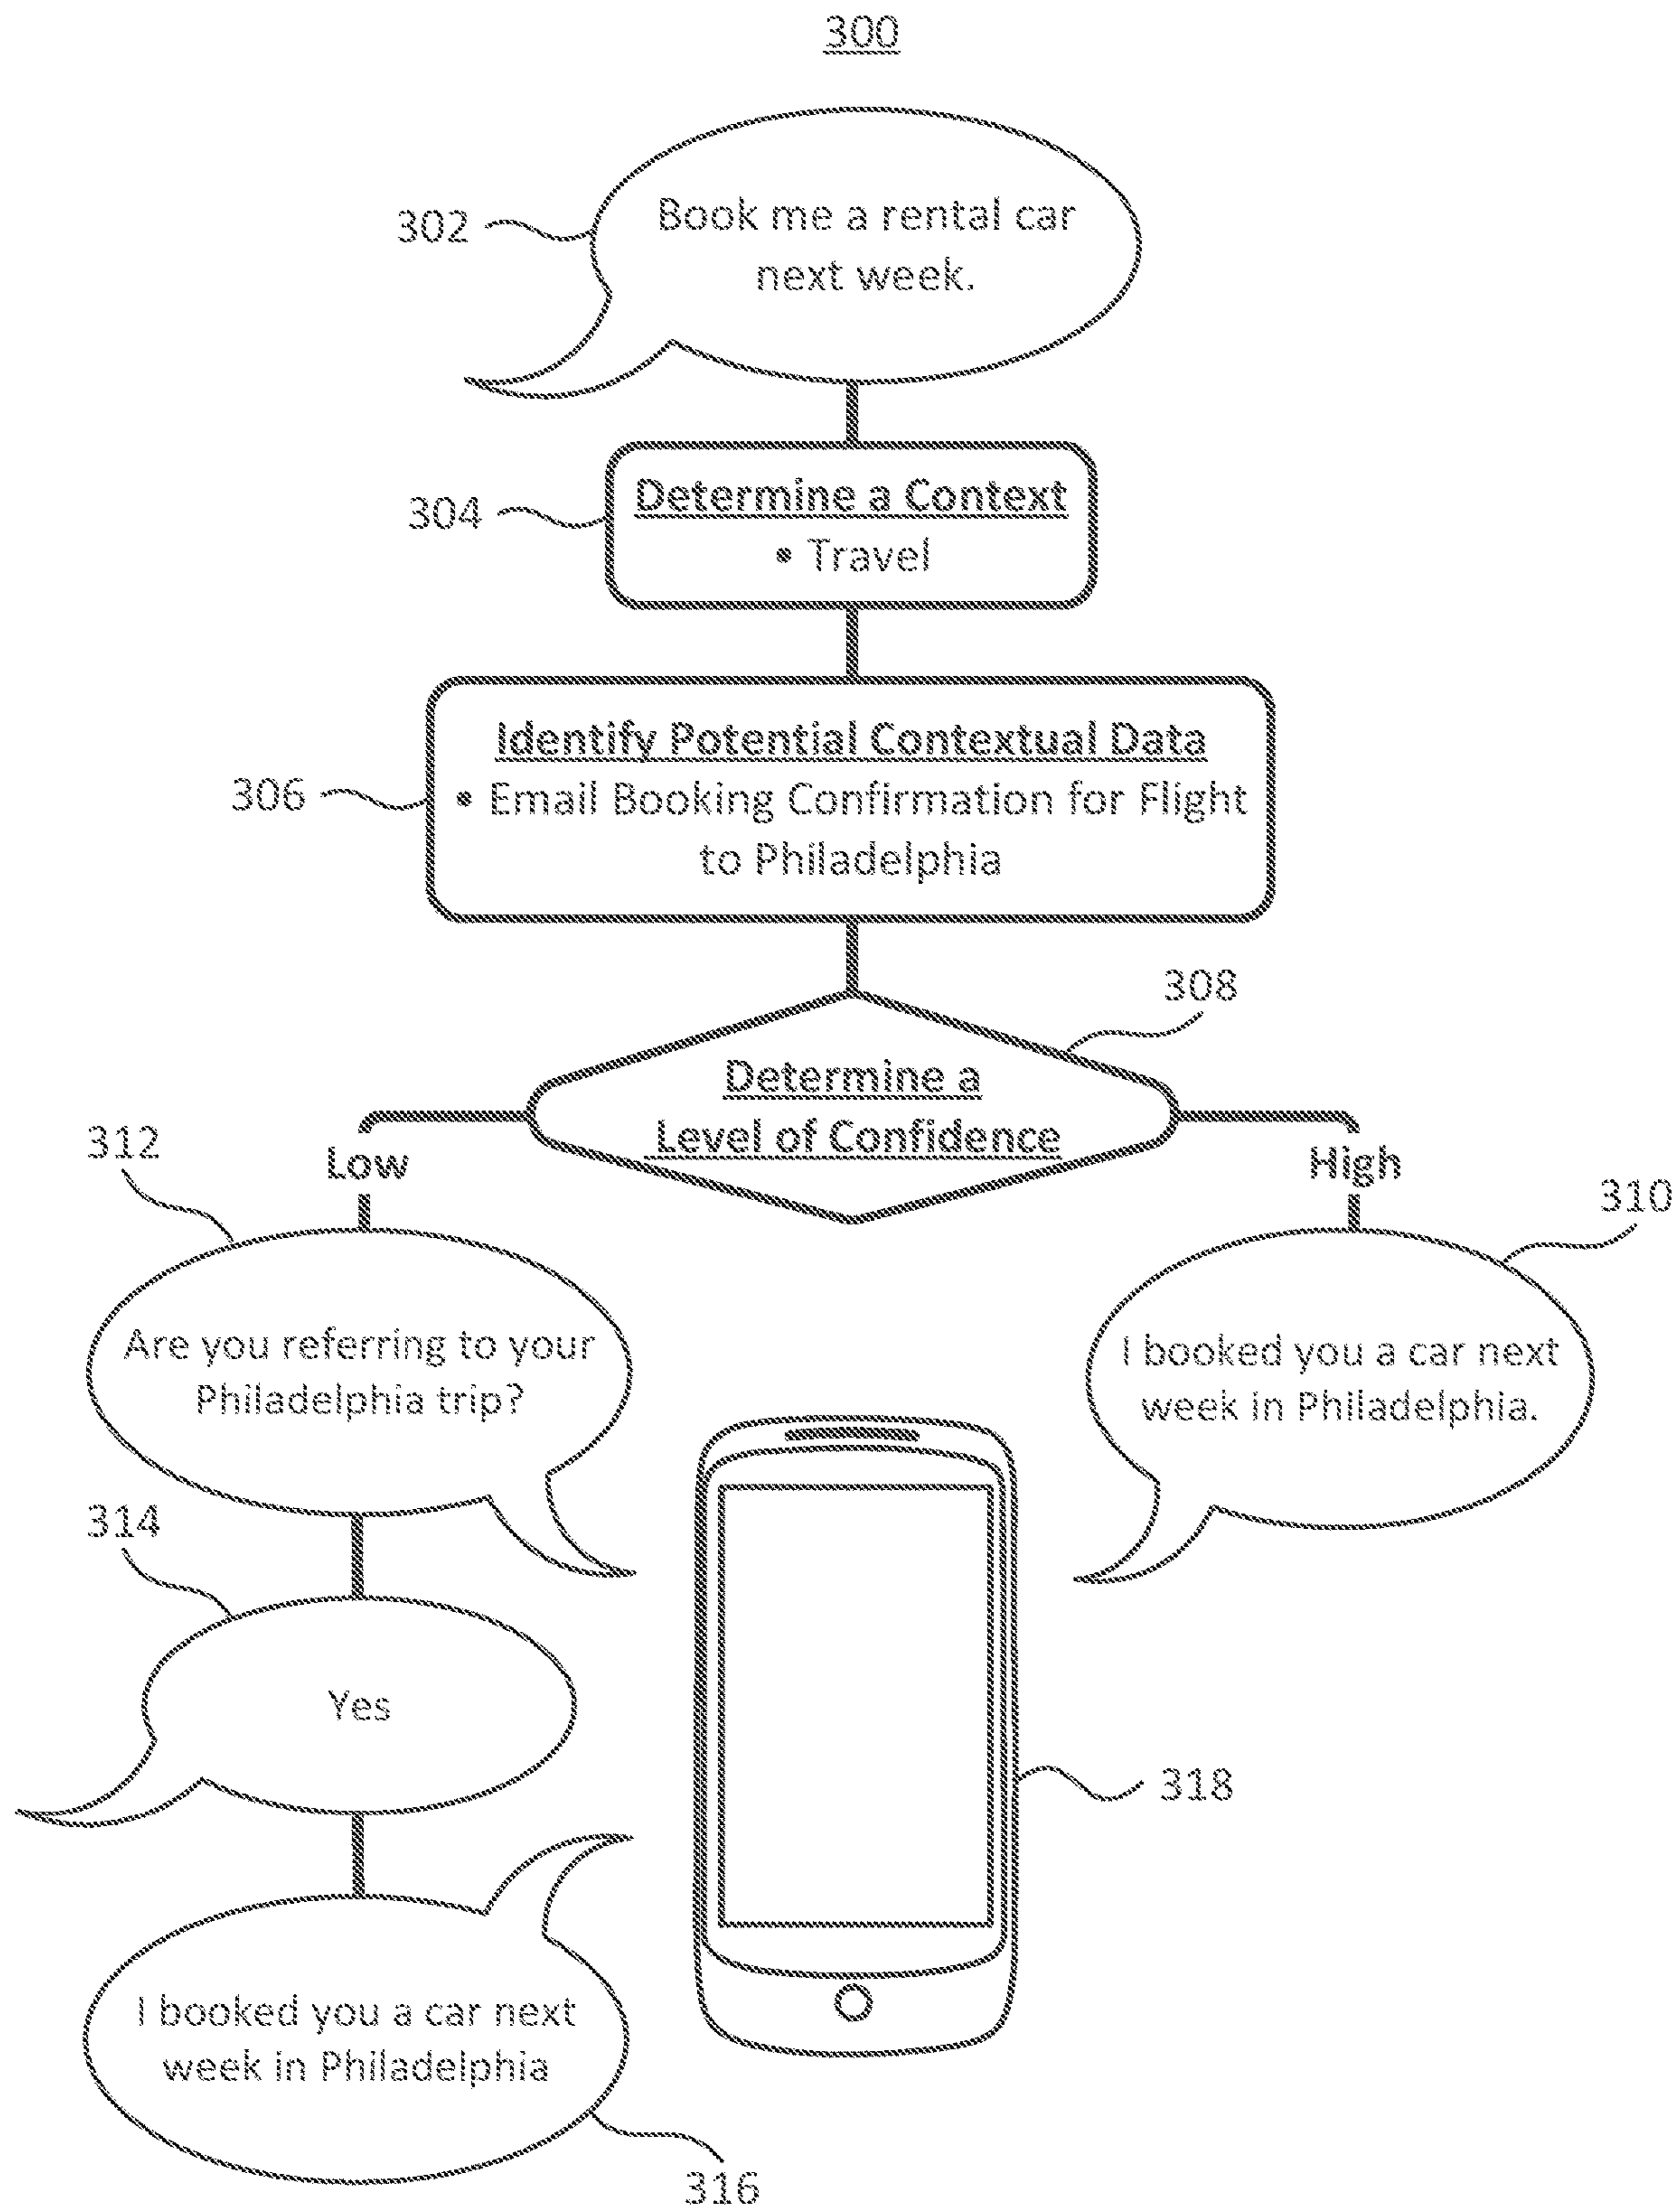 300
302
Book me a rental car
next week.
304
Determine a Context
• Travel
306
Identify Potential Contextual Data
• Email Booking Confirmation for Flight
to Philadelphia
308
Determine a
Level of Confidence
Low
High
312
310
Are you referring to your
Philadelphia trip?
I booked you a car next
week in Philadelphia.
314
Yes
318
I booked you a car next
week in Philadelphia
316